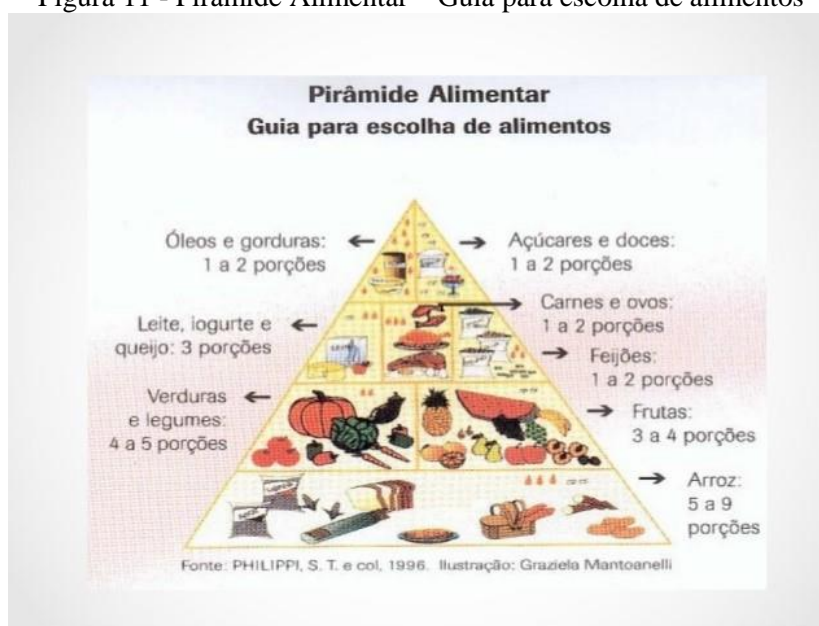 Figura 11 - Pirâmide Alimentar – Guia para escolha de alimentos
Pirâmide Alimentar
Guia para escolha de alimentos
Óleos e gorduras:
1 a 2 porções
Açúcares e doces:
1 a 2 porções
Leite, iogurte e
queijo: 3 porções
Carnes e ovos:
1 a 2 porções
Feijões:
1 a 2 porções
Verduras
e legumes:
4 a 5 porções
Frutas:
3 a 4 porções
Arroz:
5 a 9
porções
Fonte: PHILIPPI, S. T. e col, 1996. Ilustração: Graziela Mantoanelli